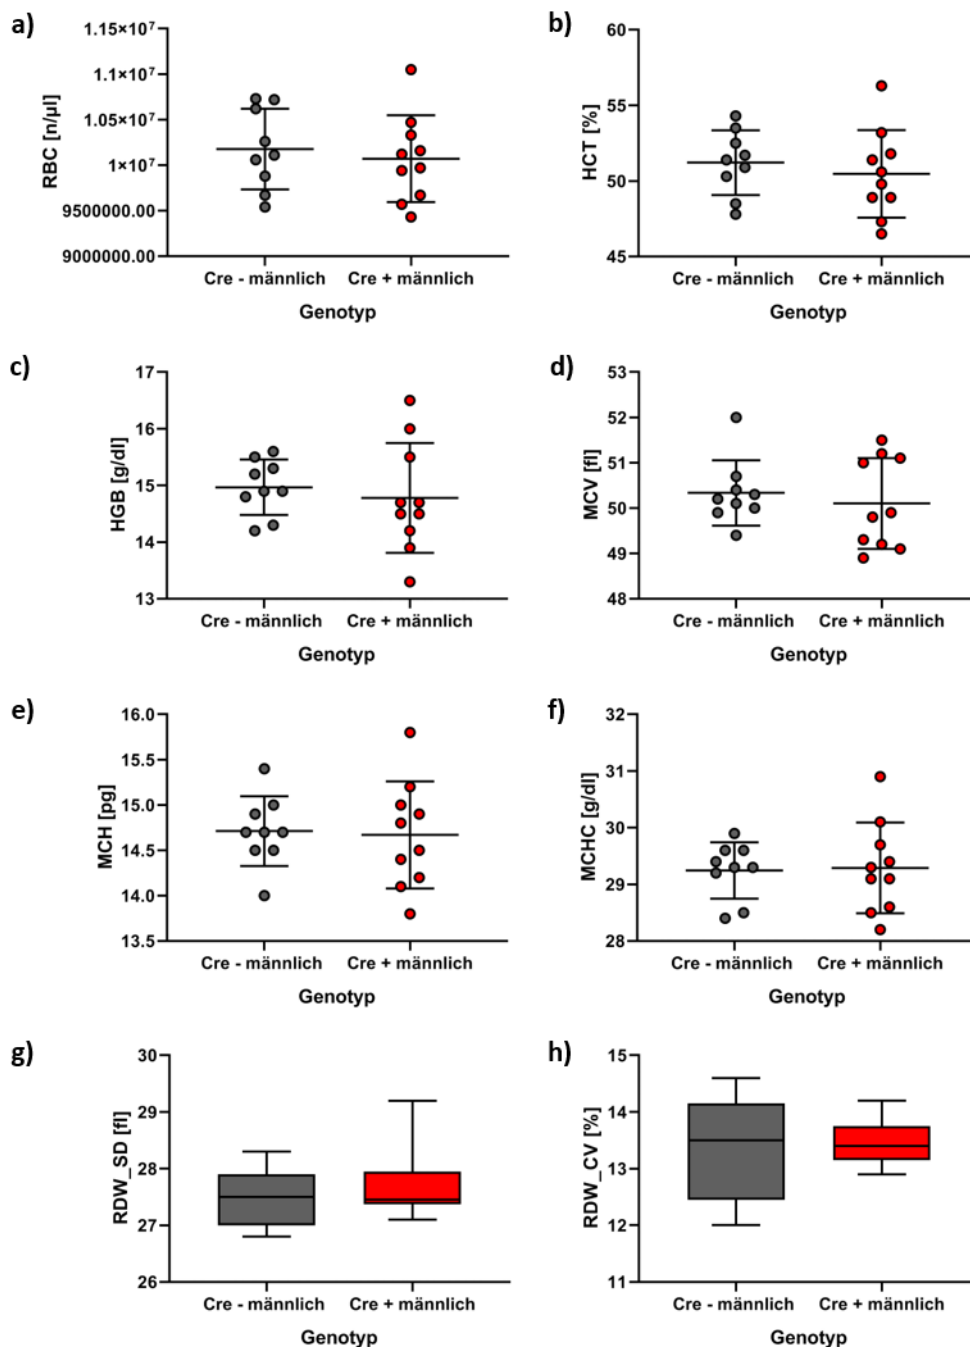 a)
RBC [n/µl]
1.15×10⁷
1.1×10⁷
1.05×10⁷
1×10⁷
9500000.00
9000000.00
Cre - männlich
Cre + männlich
Genotyp
b)
HCT [%]
60
55
50
45
Cre - männlich
Cre + männlich
Genotyp
c)
HGB [g/dl]
17
16
15
14
13
Cre - männlich
Cre + männlich
Genotyp
d)
MCV [fl]
53
52
51
50
49
48
Cre - männlich
Cre + männlich
Genotyp
e)
MCH [pg]
16.0
15.5
15.0
14.5
14.0
13.5
Cre - männlich
Cre + männlich
Genotyp
f)
MCHC [g/dl]
32
31
30
29
28
Cre - männlich
Cre + männlich
Genotyp
g)
RDW_SD [fl]
30
29
28
27
26
Cre - männlich
Cre + männlich
Genotyp
h)
RDW_CV [%]
15
14
13
12
11
Cre - männlich
Cre + männlich
Genotyp